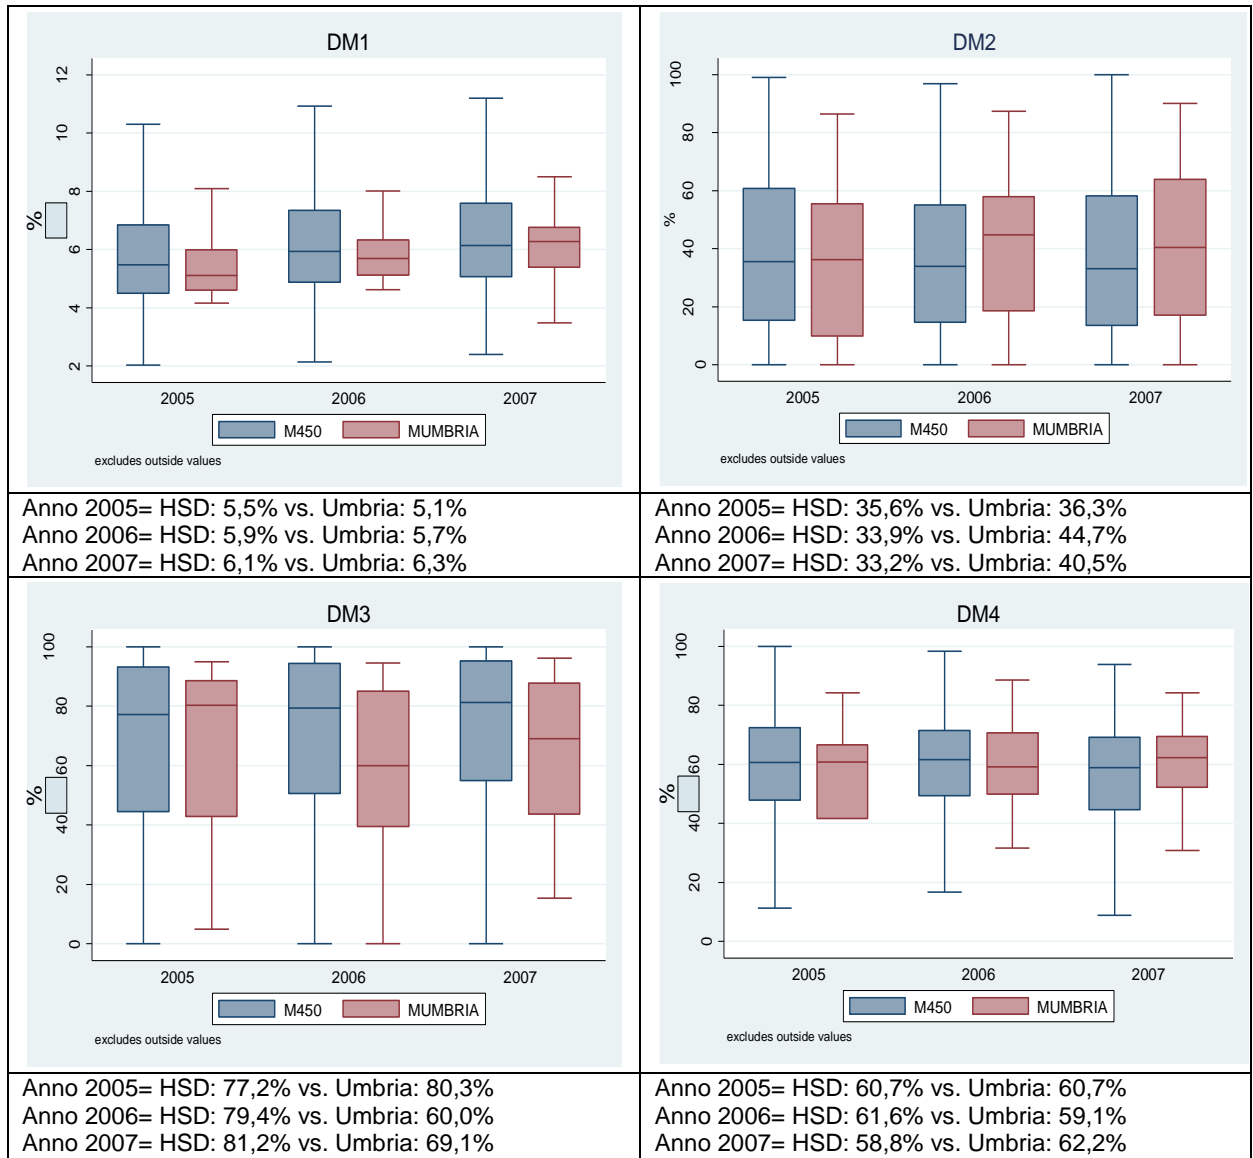 DM1
12
10
8
6
4
2
%
2005 2006 2007
M450 MUMBRIA
excludes outside values
Anno 2005= HSD: 5,5% vs. Umbria: 5,1%
Anno 2006= HSD: 5,9% vs. Umbria: 5,7%
Anno 2007= HSD: 6,1% vs. Umbria: 6,3%
DM2
100
80
60
40
20
0
%
2005 2006 2007
M450 MUMBRIA
excludes outside values
Anno 2005= HSD: 35,6% vs. Umbria: 36,3%
Anno 2006= HSD: 33,9% vs. Umbria: 44,7%
Anno 2007= HSD: 33,2% vs. Umbria: 40,5%
DM3
100
80
60
40
20
0
%
2005 2006 2007
M450 MUMBRIA
excludes outside values
Anno 2005= HSD: 77,2% vs. Umbria: 80,3%
Anno 2006= HSD: 79,4% vs. Umbria: 60,0%
Anno 2007= HSD: 81,2% vs. Umbria: 69,1%
DM4
100
80
60
40
20
0
%
2005 2006 2007
M450 MUMBRIA
excludes outside values
Anno 2005= HSD: 60,7% vs. Umbria: 60,7%
Anno 2006= HSD: 61,6% vs. Umbria: 59,1%
Anno 2007= HSD: 58,8% vs. Umbria: 62,2%